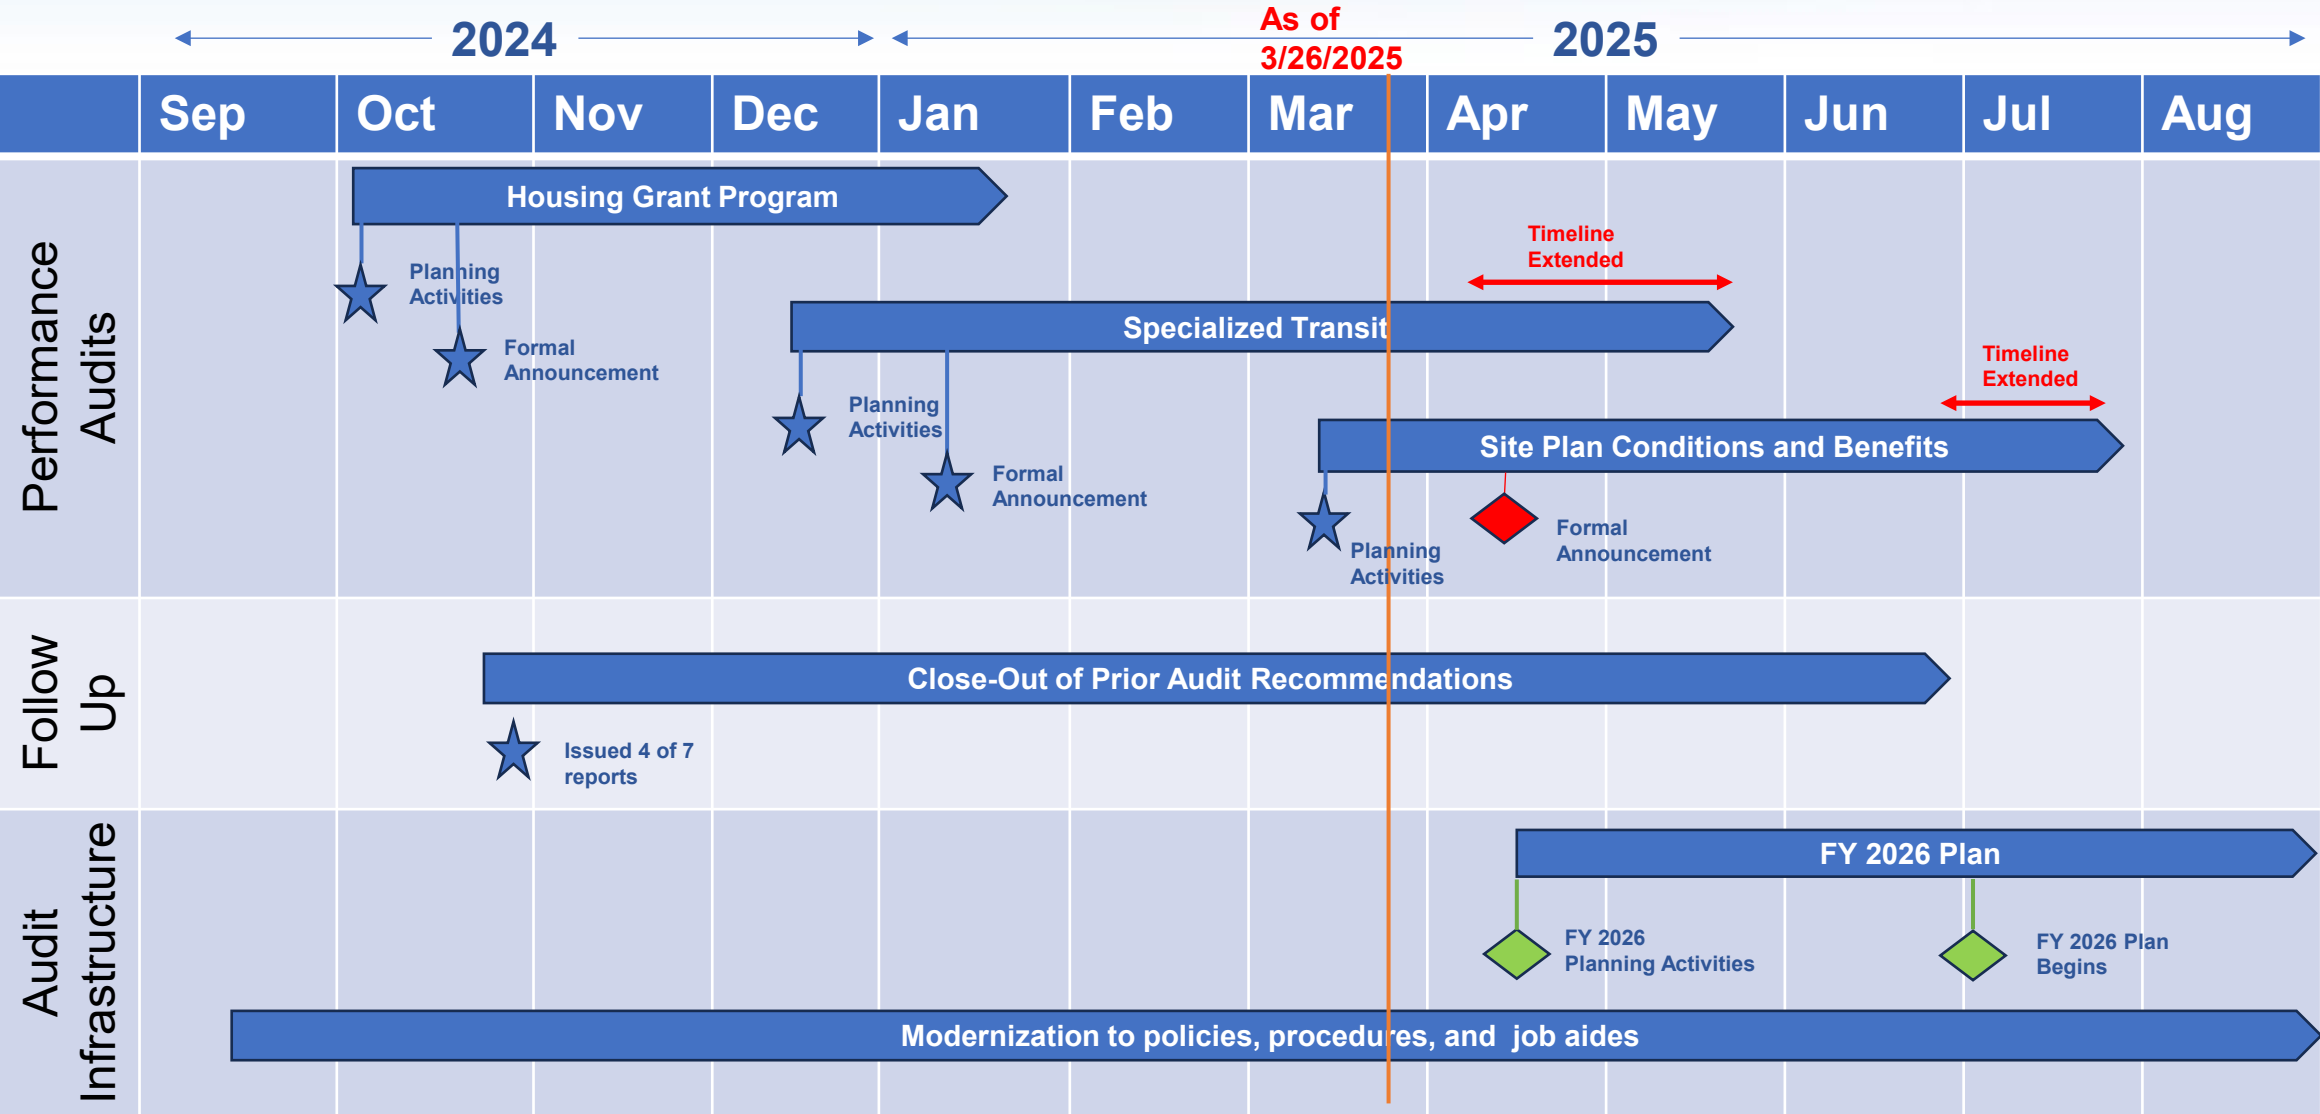 2024
As of
3/26/2025
2025
Sep
Oct
Nov
Dec
Jan
Feb
Mar
Apr
May
Jun
Jul
Aug
Performance
Audits
Housing Grant Program
Planning
Activities
Formal
Announcement
Timeline
Extended
Specialized Transit
Planning
Activities
Formal
Announcement
Timeline
Extended
Site Plan Conditions and Benefits
Planning
Activities
Formal
Announcement
Follow
Up
Close-Out of Prior Audit Recommendations
Issued 4 of 7
reports
Audit
Infrastructure
FY 2026 Plan
FY 2026
Planning Activities
FY 2026 Plan
Begins
Modernization to policies, procedures, and  job aides